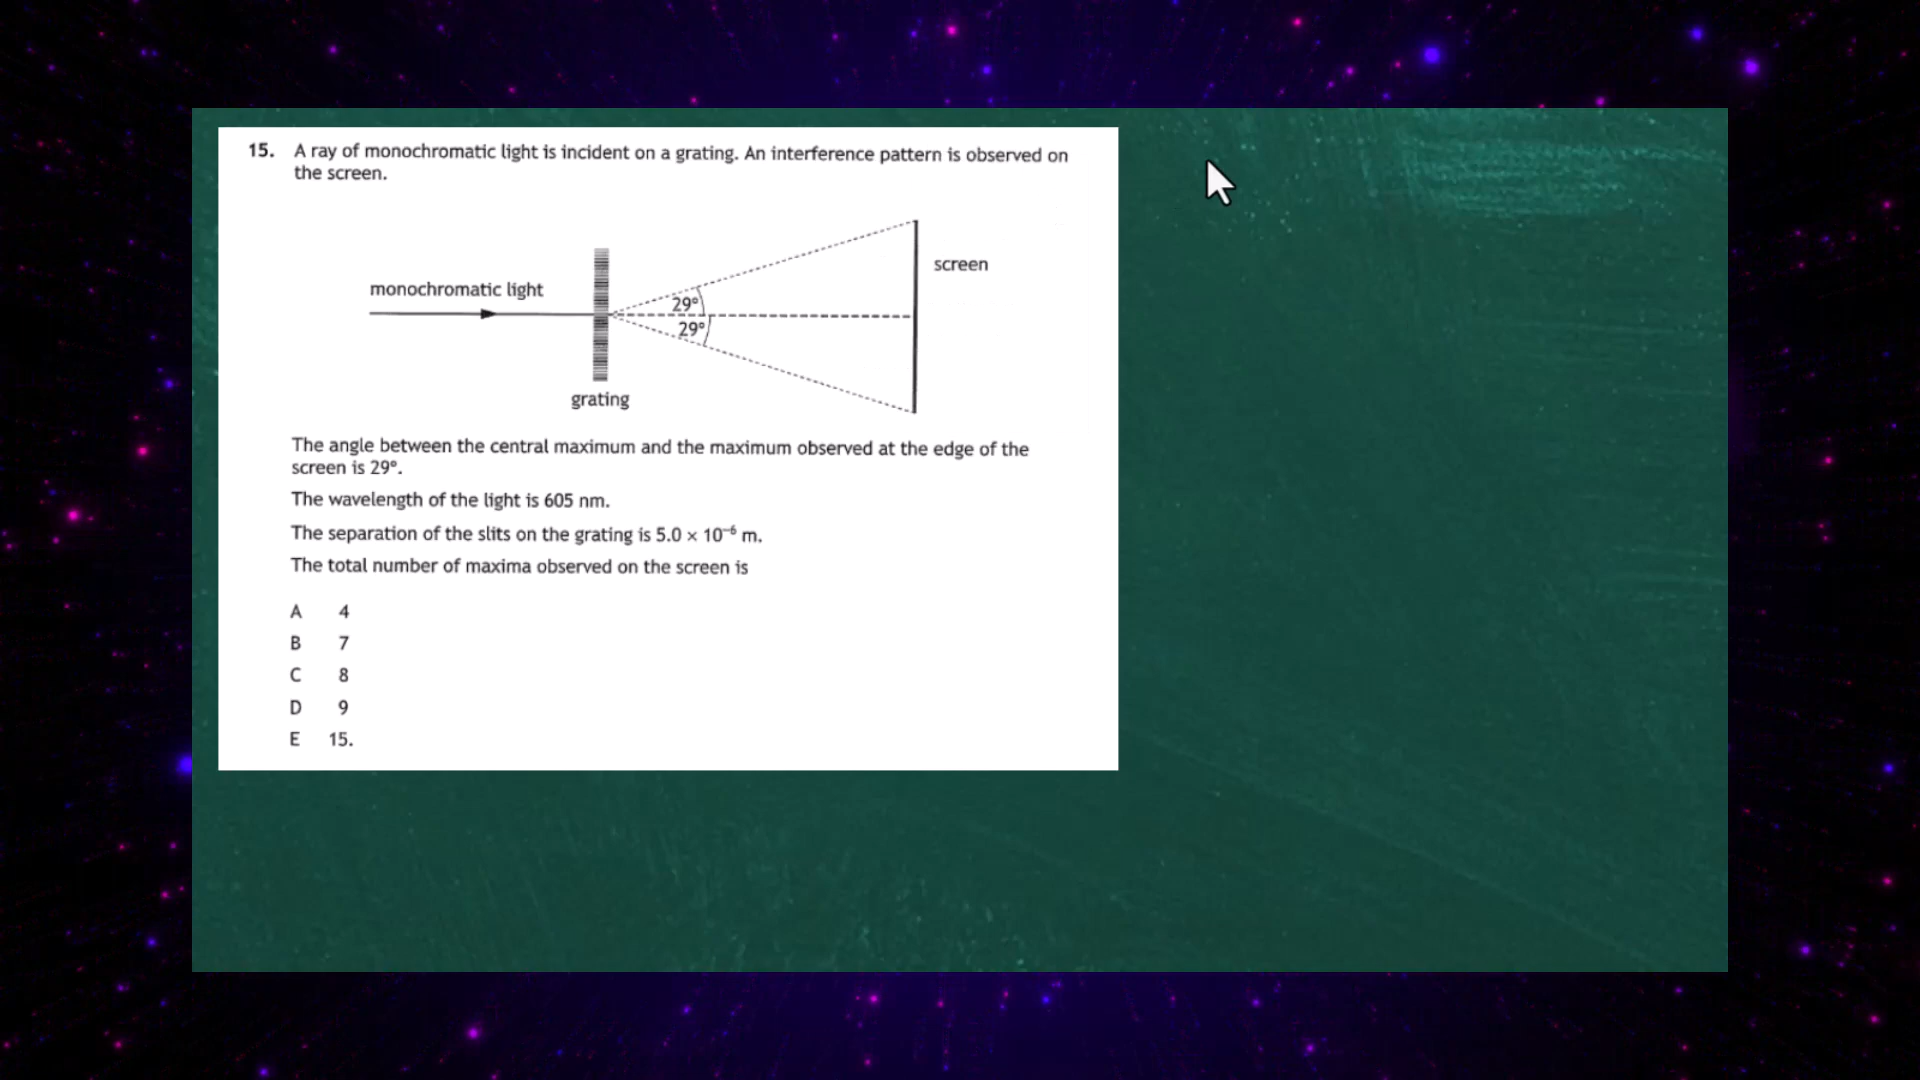 15. A ray of monochromatic light is incident on a grating. An interference pattern is observed on
the screen.
screen
monochromatic light
29°
29°
grating
The angle between the central maximum and the maximum observed at the edge of the
screen is 29°.
The wavelength of the light is 605 nm.
The separation of the slits on the grating is 5.0 × 10⁻⁶ m.
The total number of maxima observed on the screen is
A 4
B 7
C 8
D 9
E 15.